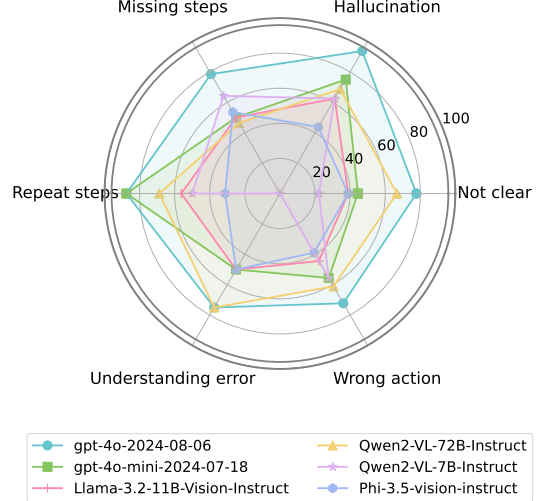 Missing steps
Hallucination
100
80
60
40
20
Repeat steps
Not clear
Understanding error
Wrong action
gpt-4o-2024-08-06
gpt-4o-mini-2024-07-18
Llama-3.2-11B-Vision-Instruct
Qwen2-VL-72B-Instruct
Qwen2-VL-7B-Instruct
Phi-3.5-vision-instruct